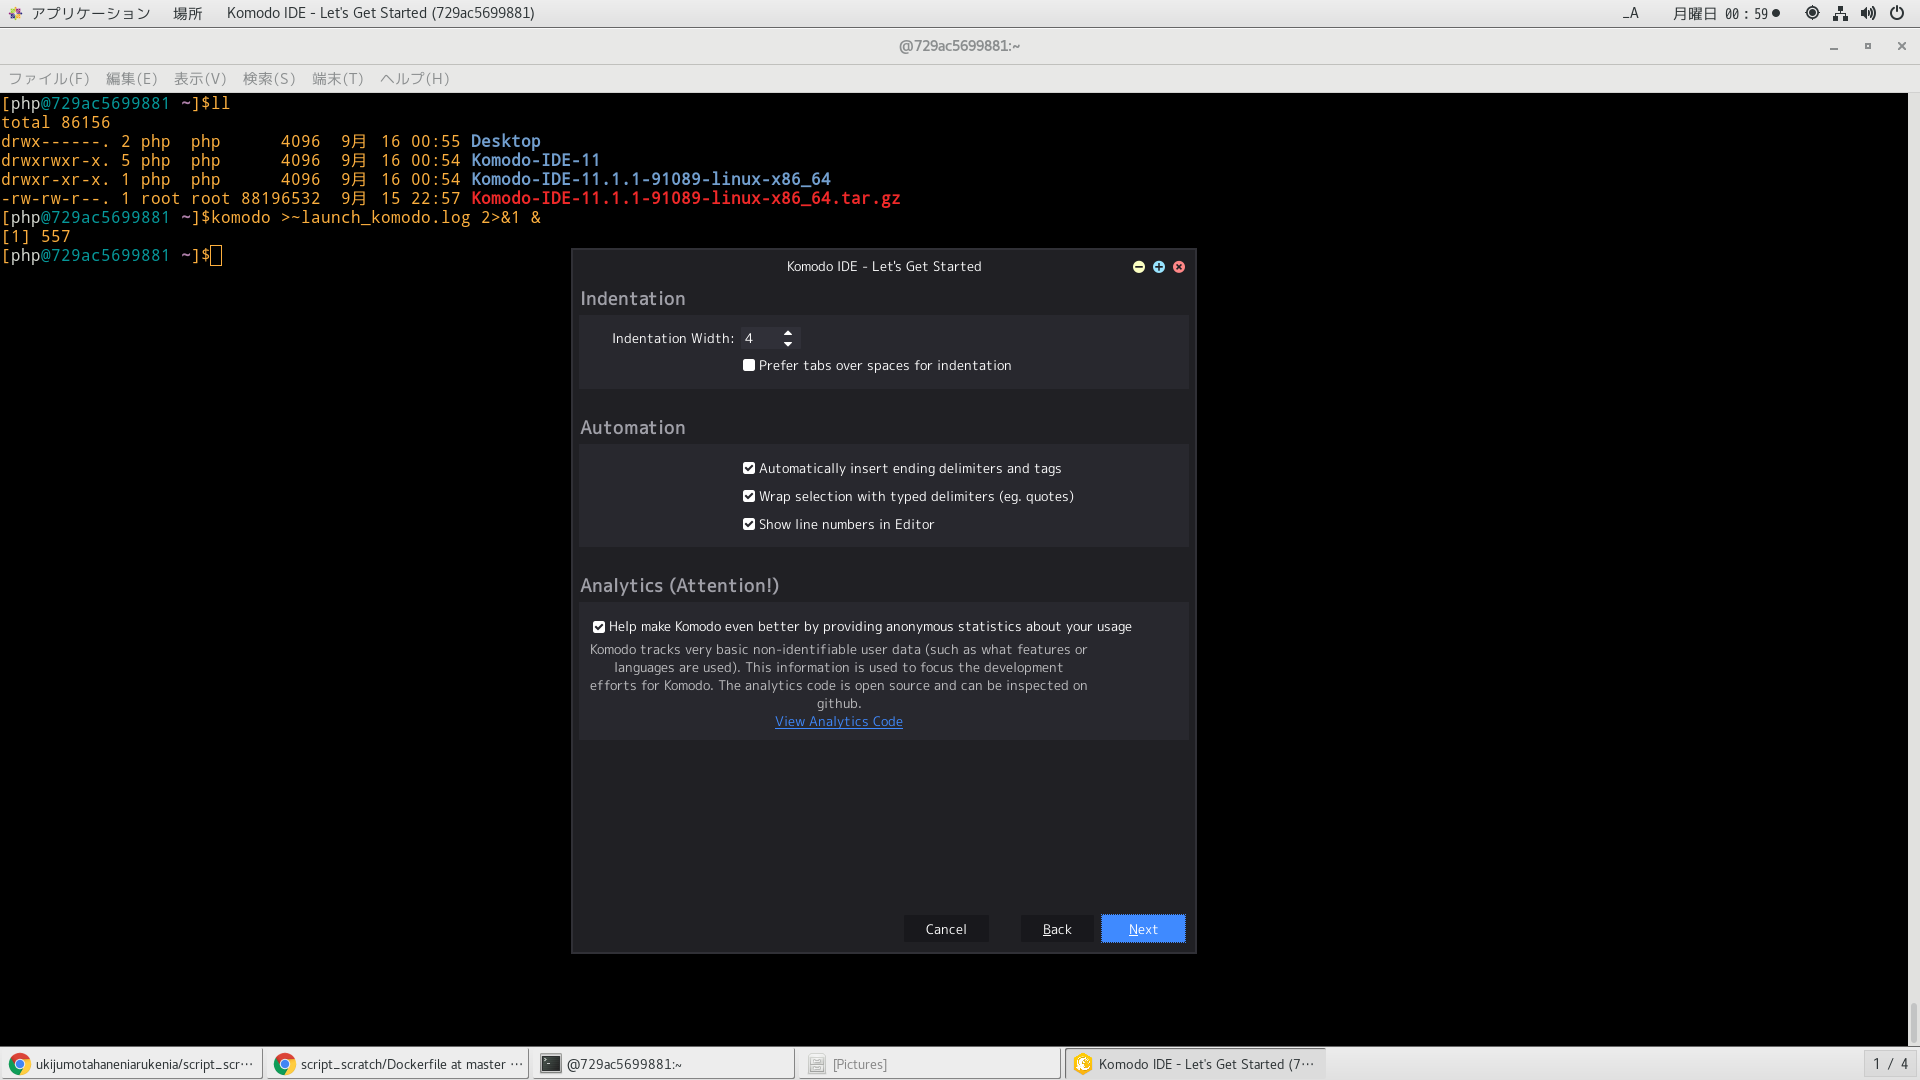 アプリケーション 場所 Komodo IDE - Let's Get Started (729ac5699881) _A 月曜日 00：59
@729ac5699881:~
ファイル(F) 編集(E) 表示(V) 検索(S) 端末(T) ヘルプ(H)
[php@729ac5699881 ~]$ll
total 86156
drwx------. 2 php  php      4096  9月 16 00:55 Desktop
drwxrwxr-x. 5 php  php      4096  9月 16 00:54 Komodo-IDE-11
drwxr-xr-x. 1 php  php      4096  9月 16 00:54 Komodo-IDE-11.1.1-91089-linux-x86_64
-rw-rw-r--. 1 root root 88196532  9月 15 22:57 Komodo-IDE-11.1.1-91089-linux-x86_64.tar.gz
[php@729ac5699881 ~]$komodo >~launch_komodo.log 2>&1 &
[1] 557
[php@729ac5699881 ~]$
Komodo IDE - Let's Get Started
Indentation
Indentation Width: 4
Prefer tabs over spaces for indentation
Automation
Automatically insert ending delimiters and tags
Wrap selection with typed delimiters (eg. quotes)
Show line numbers in Editor
Analytics (Attention!)
Help make Komodo even better by providing anonymous statistics about your usage
Komodo tracks very basic non-identifiable user data (such as what features or
languages are used). This information is used to focus the development
efforts for Komodo. The analytics code is open source and can be inspected on
github.
View Analytics Code
Cancel Back Next
ukijumotahaneniarukenia/script_scr… script_scratch/Dockerfile at master … @729ac5699881:~ [Pictures] Komodo IDE - Let's Get Started (7… 1 / 4